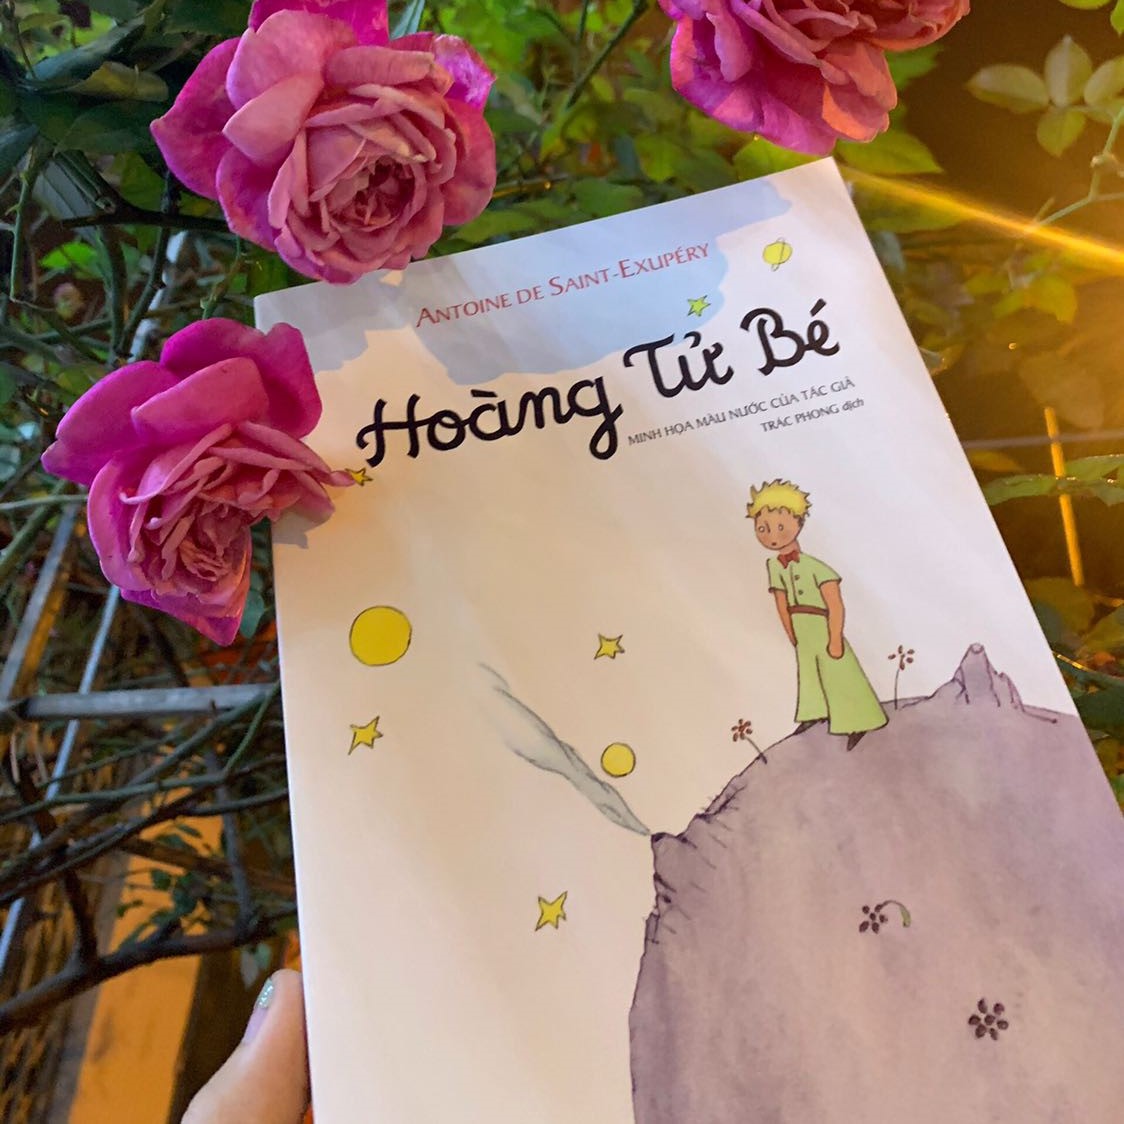 ANTOINE DE SAINT-EXUPÉRY
Hoàng Tử Bé
MINH HỌA MÀU NƯỚC CỦA TÁC GIẢ
TRÁC PHONG dịch